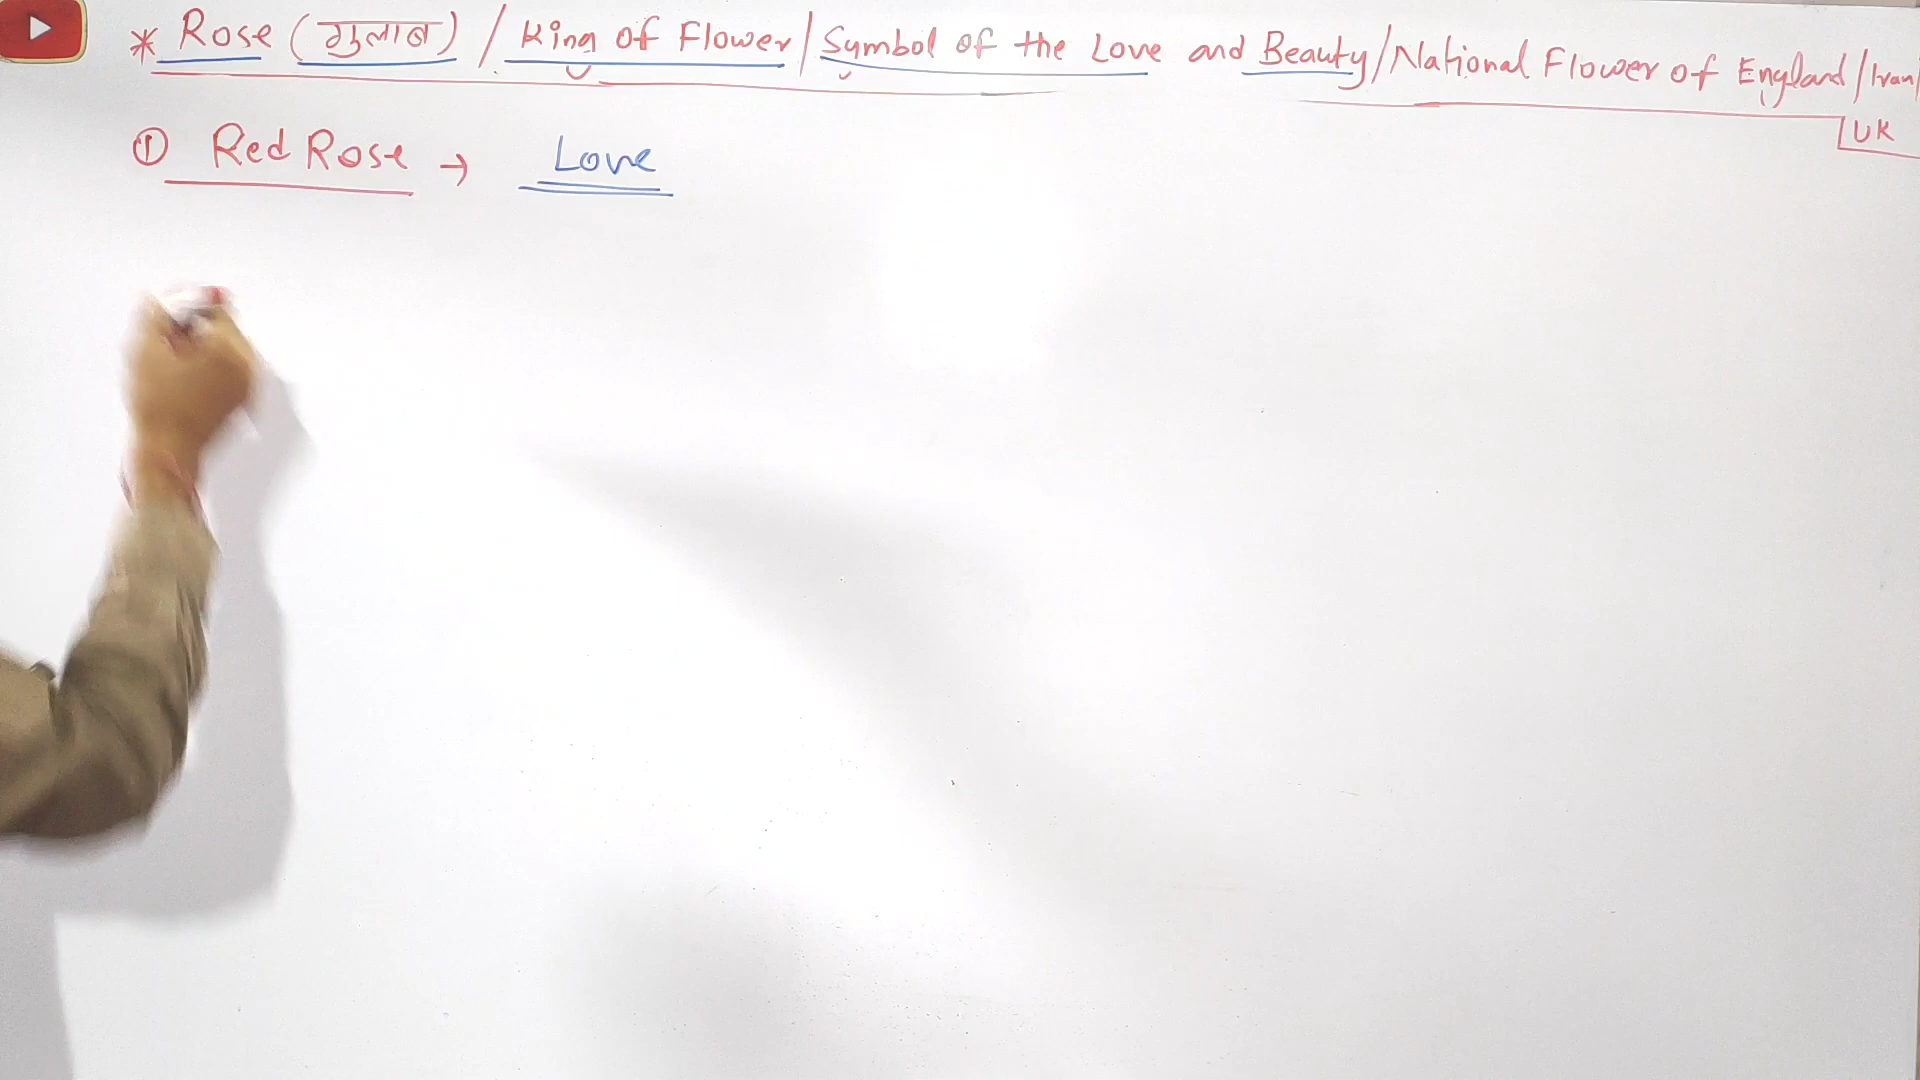 * Rose (गुलाब) / King of Flower / Symbol of the Love and Beauty / National Flower of England / Iran /
UK
① Red Rose → Love